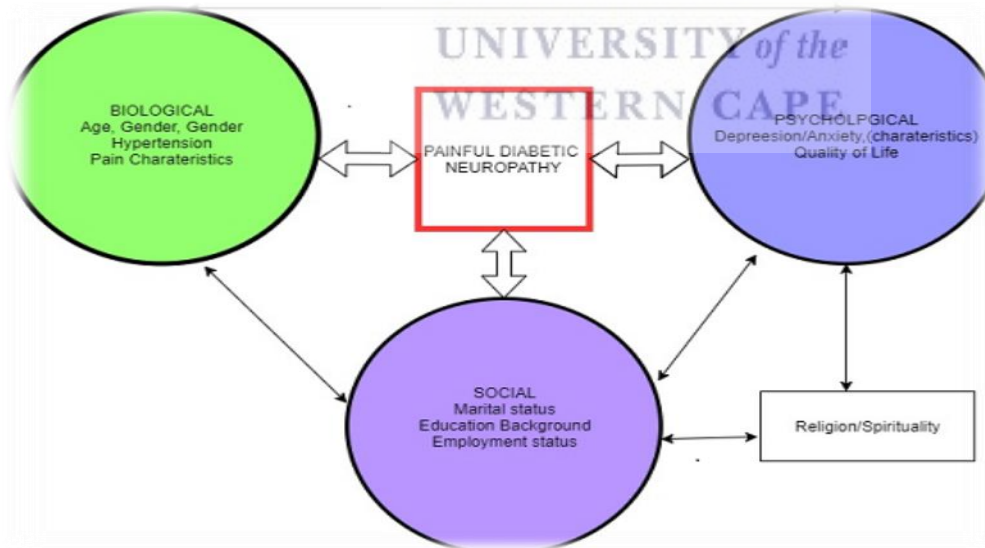 UNIVERSITY of the
WESTERN CAPE
BIOLOGICAL
Age, Gender, Gender
Hypertension
Pain Charateristics
PAINFUL DIABETIC
NEUROPATHY
PSYCHOLPGICAL
Depreesion/Anxiety,(charateristics)
Quality of Life
SOCIAL
Marital status
Education Background
Employment status
Religion/Spirituality